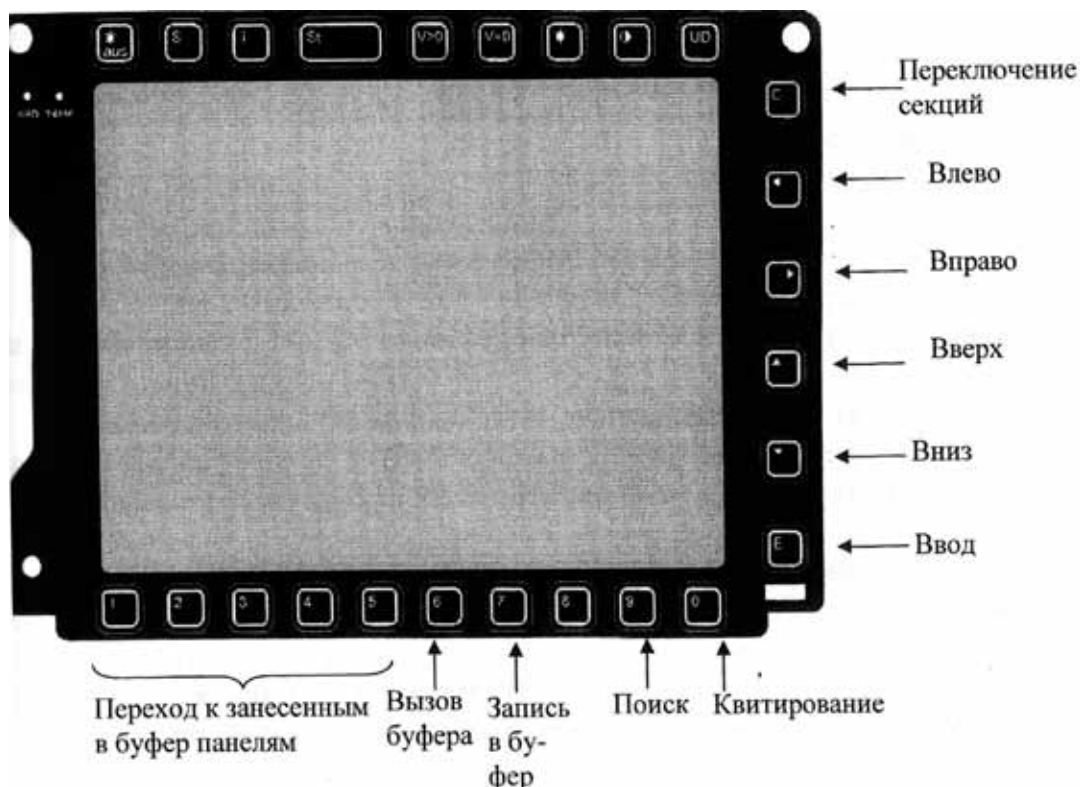 aus
S
i
St
V>0
V=0
UD
C
E
1
2
3
4
5
6
7
8
9
0
Переключение
секций
Влево
Вправо
Вверх
Вниз
Ввод
Переход к занесенным
в буфер панелям
Вызов
буфера
Запись
в бу-
фер
Поиск
Квитирование